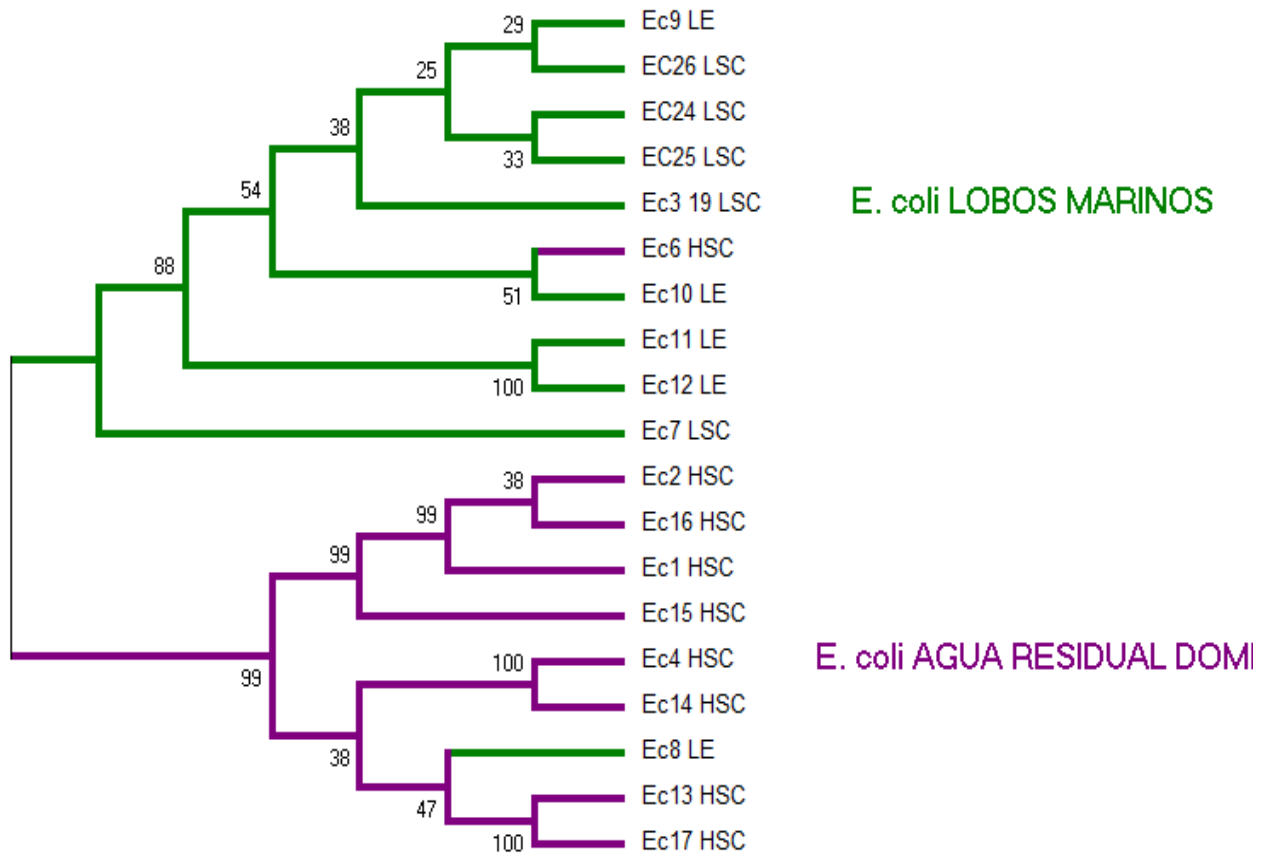 29
Ec9 LE
EC26 LSC
25
EC24 LSC
38
33
EC25 LSC
54
Ec3 19 LSC
E. coli LOBOS MARINOS
Ec6 HSC
88
51
Ec10 LE
Ec11 LE
100
Ec12 LE
Ec7 LSC
38
Ec2 HSC
99
Ec16 HSC
99
Ec1 HSC
Ec15 HSC
99
100
Ec4 HSC
E. coli AGUA RESIDUAL DOMI
Ec14 HSC
38
Ec8 LE
47
Ec13 HSC
100
Ec17 HSC